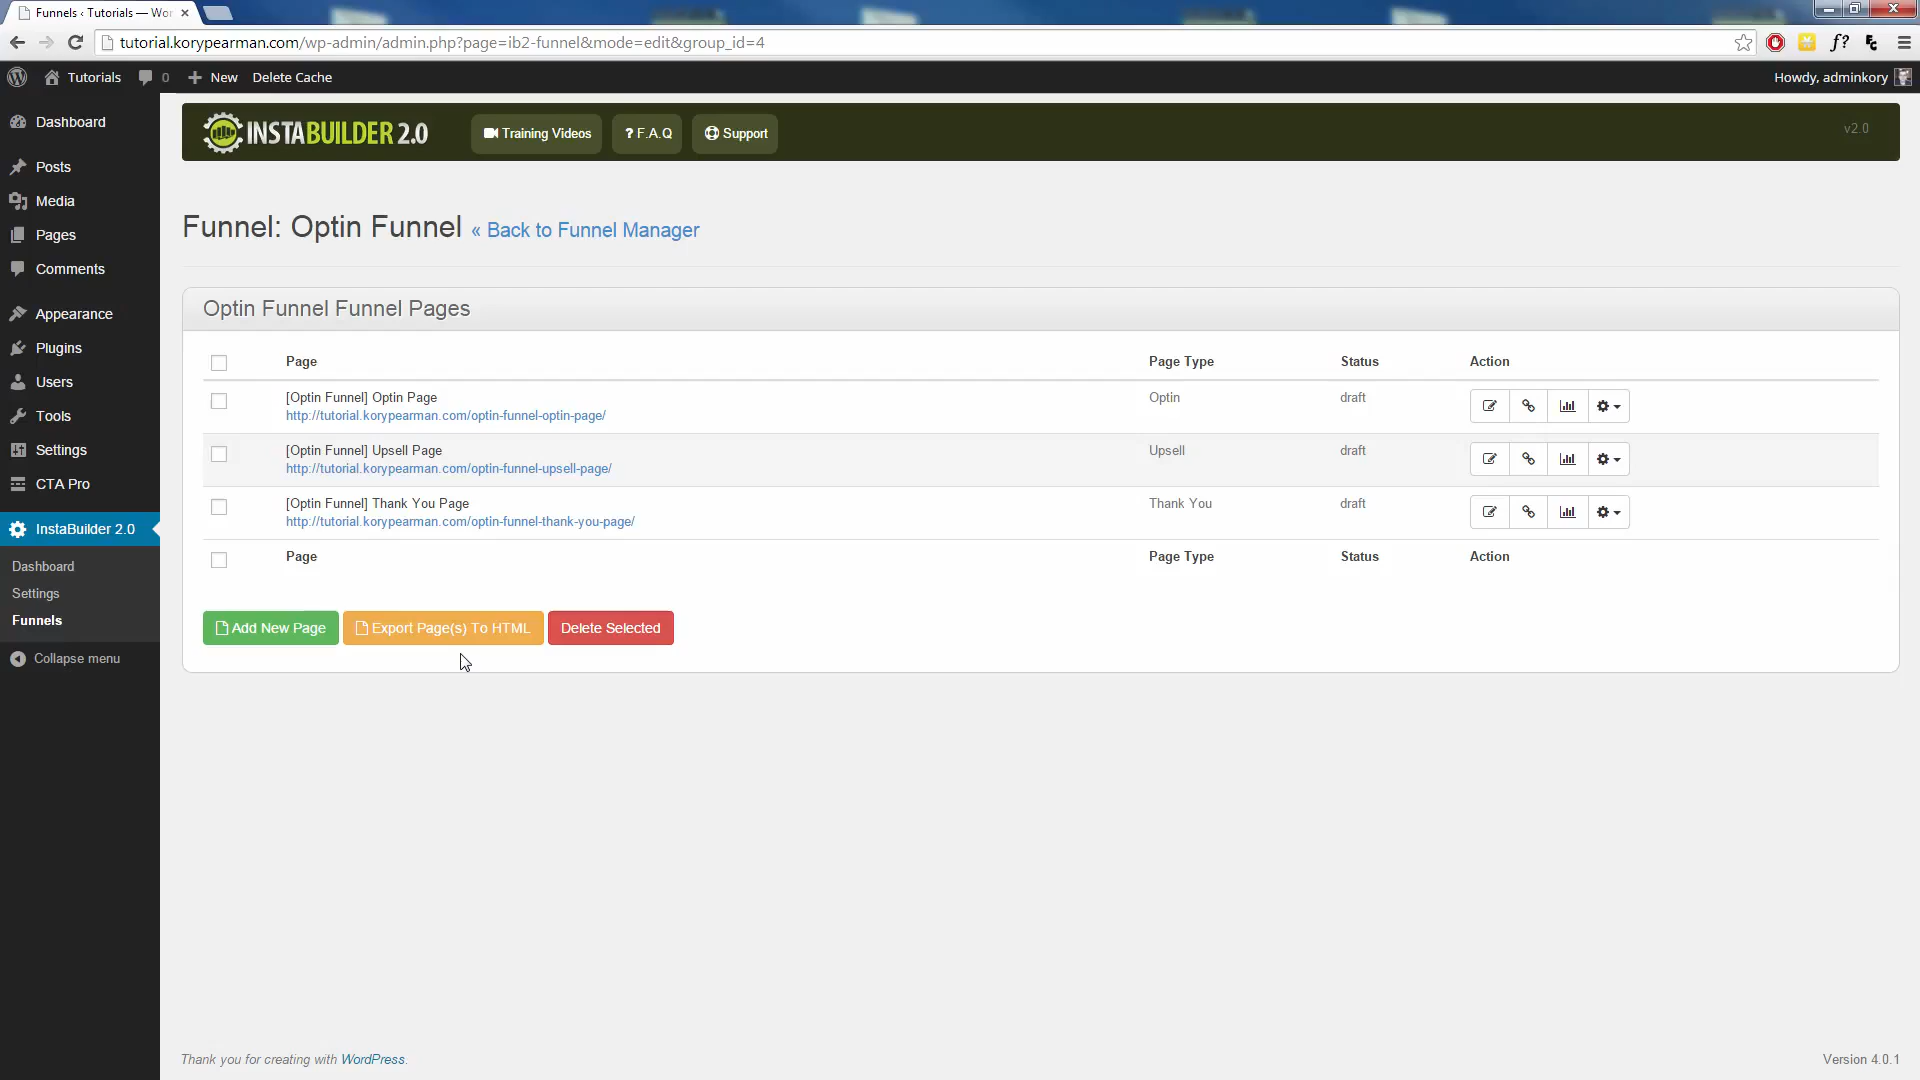 Funnels ‹ Tutorials — Wor
tutorial.korypearman.com/wp-admin/admin.php?page=ib2-funnel&mode=edit&group_id=4
Tutorials 0 New Delete Cache Howdy, adminkory
Dashboard
Posts
Media
Pages
Comments
Appearance
Plugins
Users
Tools
Settings
CTA Pro
InstaBuilder 2.0
Dashboard
Settings
Funnels
Collapse menu
INSTABUILDER 2.0 Training Videos ? F.A.Q Support v2.0
Funnel: Optin Funnel « Back to Funnel Manager
Optin Funnel Funnel Pages
Page Page Type Status Action
[Optin Funnel] Optin Page Optin draft
http://tutorial.korypearman.com/optin-funnel-optin-page/
[Optin Funnel] Upsell Page Upsell draft
http://tutorial.korypearman.com/optin-funnel-upsell-page/
[Optin Funnel] Thank You Page Thank You draft
http://tutorial.korypearman.com/optin-funnel-thank-you-page/
Page Page Type Status Action
Add New Page Export Page(s) To HTML Delete Selected
Thank you for creating with WordPress. Version 4.0.1